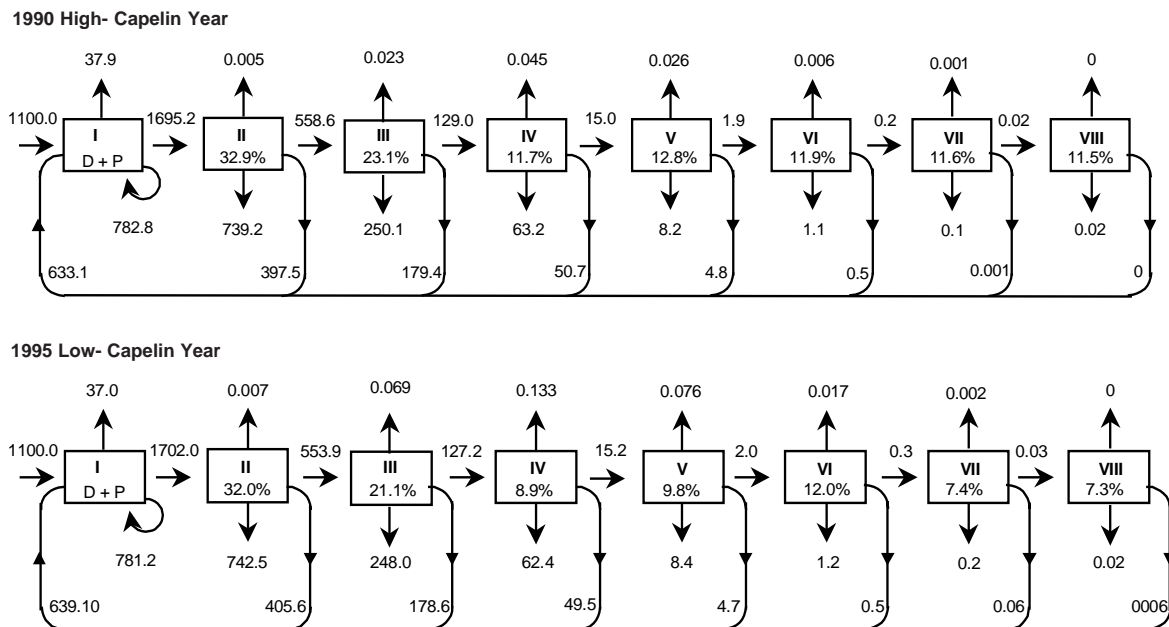 1990 High- Capelin Year
37.9 0.005 0.023 0.045 0.026 0.006 0.001 0
1100.0 1695.2 558.6 129.0 15.0 1.9 0.2 0.02
I II III IV V VI VII VIII
D + P 32.9% 23.1% 11.7% 12.8% 11.9% 11.6% 11.5%
782.8 739.2 250.1 63.2 8.2 1.1 0.1 0.02
633.1 397.5 179.4 50.7 4.8 0.5 0.001 0
1995 Low- Capelin Year
37.0 0.007 0.069 0.133 0.076 0.017 0.002 0
1100.0 1702.0 553.9 127.2 15.2 2.0 0.3 0.03
I II III IV V VI VII VIII
D + P 32.0% 21.1% 8.9% 9.8% 12.0% 7.4% 7.3%
781.2 742.5 248.0 62.4 8.4 1.2 0.2 0.02
639.10 405.6 178.6 49.5 4.7 0.5 0.06 0006